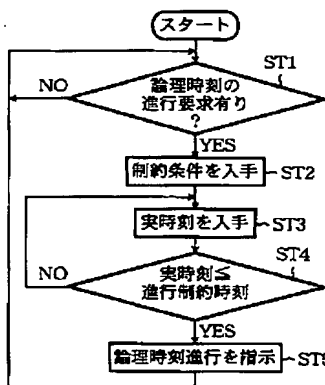 スタート
論理時刻の
進行要求有り
?
ST1
NO
YES
制約条件を入手
ST2
実時刻を入手
ST3
実時刻≦
進行制約時刻
ST4
NO
YES
論理時刻進行を指示
ST5